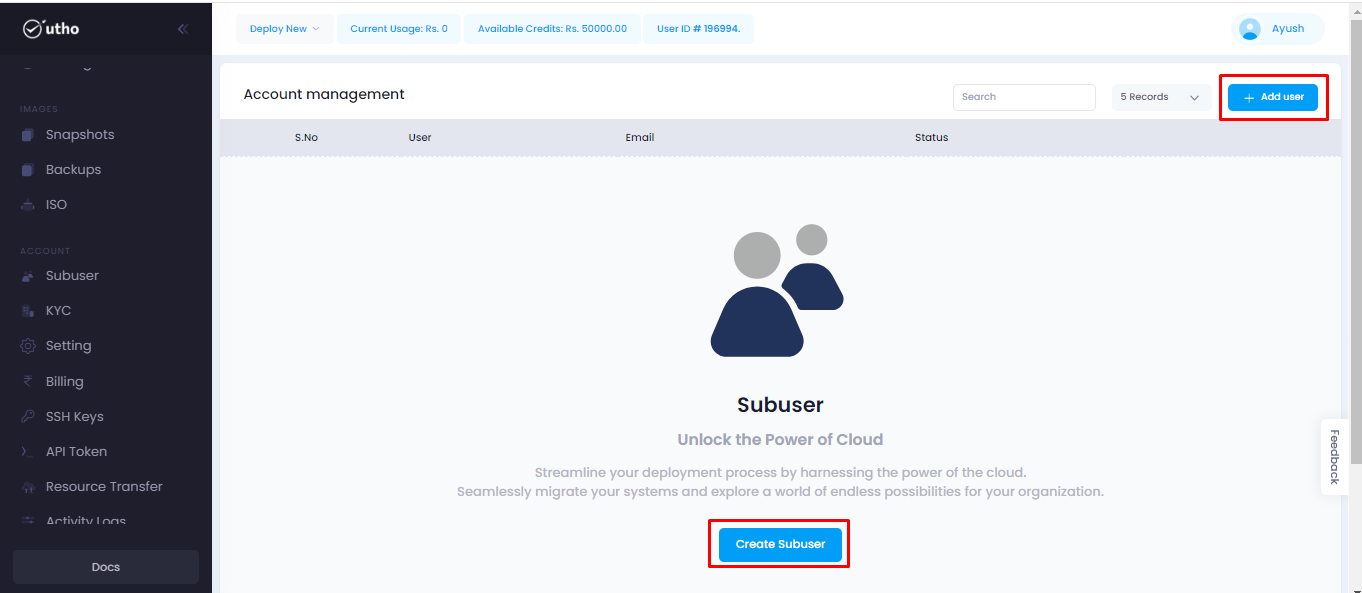 utho
Deploy New
Current Usage: Rs. 0
Available Credits: Rs. 50000.00
User ID # 196994.
Ayush
IMAGES
Snapshots
Backups
ISO
ACCOUNT
Subuser
KYC
Setting
Billing
SSH Keys
API Token
Resource Transfer
Activity Logs
Docs
Account management
Search
5 Records
+ Add user
S.No
User
Email
Status
Subuser
Unlock the Power of Cloud
Streamline your deployment process by harnessing the power of the cloud.
Seamlessly migrate your systems and explore a world of endless possibilities for your organization.
Create Subuser
Feedback